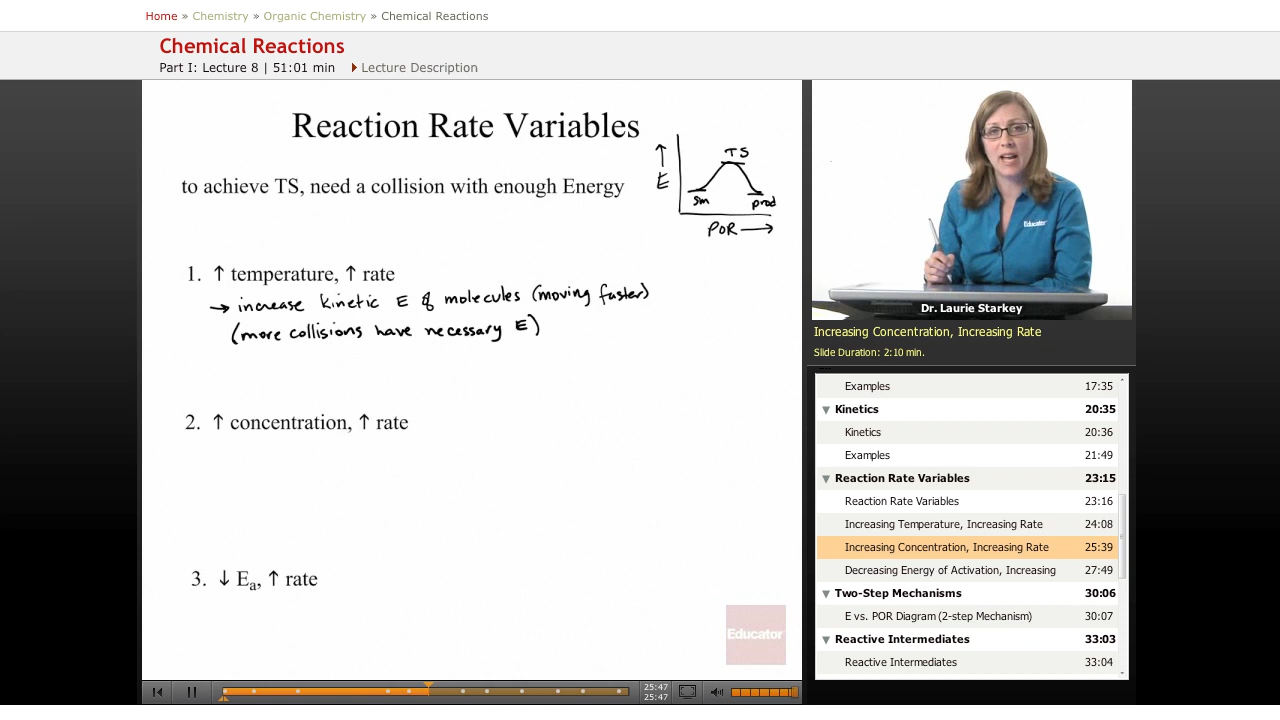 Home » Chemistry » Organic Chemistry » Chemical Reactions
Chemical Reactions
Part I: Lecture 8 | 51:01 min
Lecture Description
Reaction Rate Variables
to achieve TS, need a collision with enough Energy
TS
↑
E
sm
prod
POR →
1. ↑ temperature, ↑ rate
→ increase kinetic E of molecules (moving faster)
(more collisions have necessary E)
2. ↑ concentration, ↑ rate
3. ↓ Ea, ↑ rate
Educator
25:47
25:47
Educator
Dr. Laurie Starkey
Increasing Concentration, Increasing Rate
Slide Duration: 2:10 min.
Examples 17:35
Kinetics 20:35
Kinetics 20:36
Examples 21:49
Reaction Rate Variables 23:15
Reaction Rate Variables 23:16
Increasing Temperature, Increasing Rate 24:08
Increasing Concentration, Increasing Rate 25:39
Decreasing Energy of Activation, Increasing 27:49
Two-Step Mechanisms 30:06
E vs. POR Diagram (2-step Mechanism) 30:07
Reactive Intermediates 33:03
Reactive Intermediates 33:04